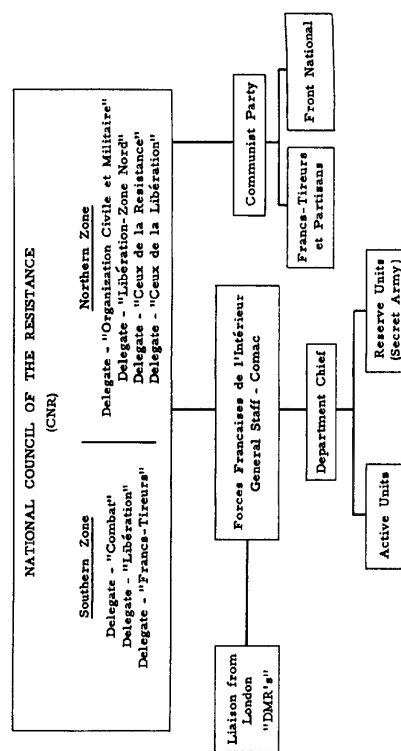 NATIONAL COUNCIL OF THE RESISTANCE
(CNR)
Southern Zone
Delegate - "Combat"
Delegate - "Libération"
Delegate - "Francs-Tireurs"
Northern Zone
Delegate - "Organization Civile et Militaire"
Delegate - "Libération-Zone Nord"
Delegate - "Ceux de la Resistance"
Delegate - "Ceux de la Libération"
Liaison from
London
"DMR's"
Forces Francaises de l'Intérieur
General Staff - Comac
Communist Party
Department Chief
Francs-Tireurs
et Partisans
Front National
Active Units
Reserve Units
(Secret Army)